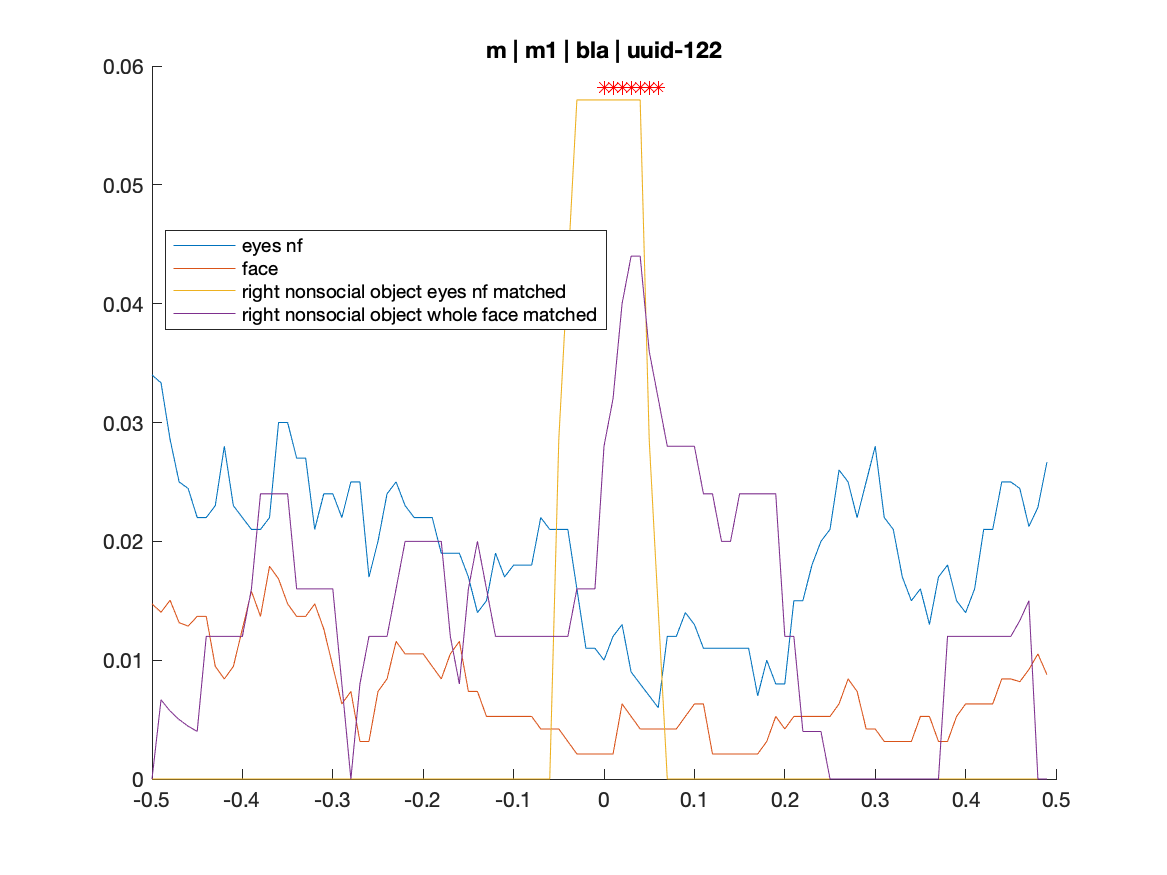 m | m1 | bla | uuid-122
0.06
0.05
0.04
0.03
0.02
0.01
0
eyes nf
face
right nonsocial object eyes nf matched
right nonsocial object whole face matched
-0.5 -0.4 -0.3 -0.2 -0.1 0 0.1 0.2 0.3 0.4 0.5